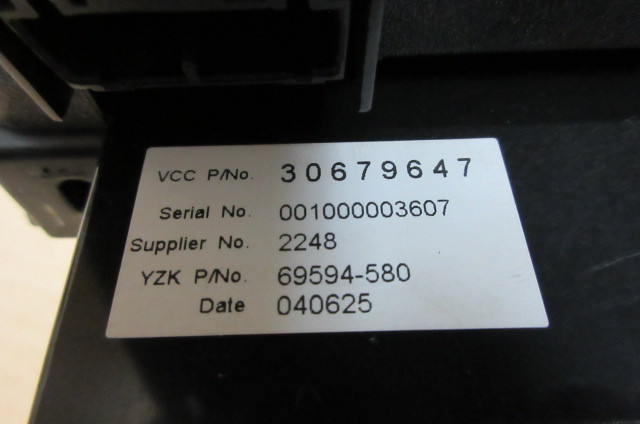 VCC P/No. 30679647
Serial No. 001000003607
Supplier No. 2248
YZK P/No. 69594-580
Date 040625